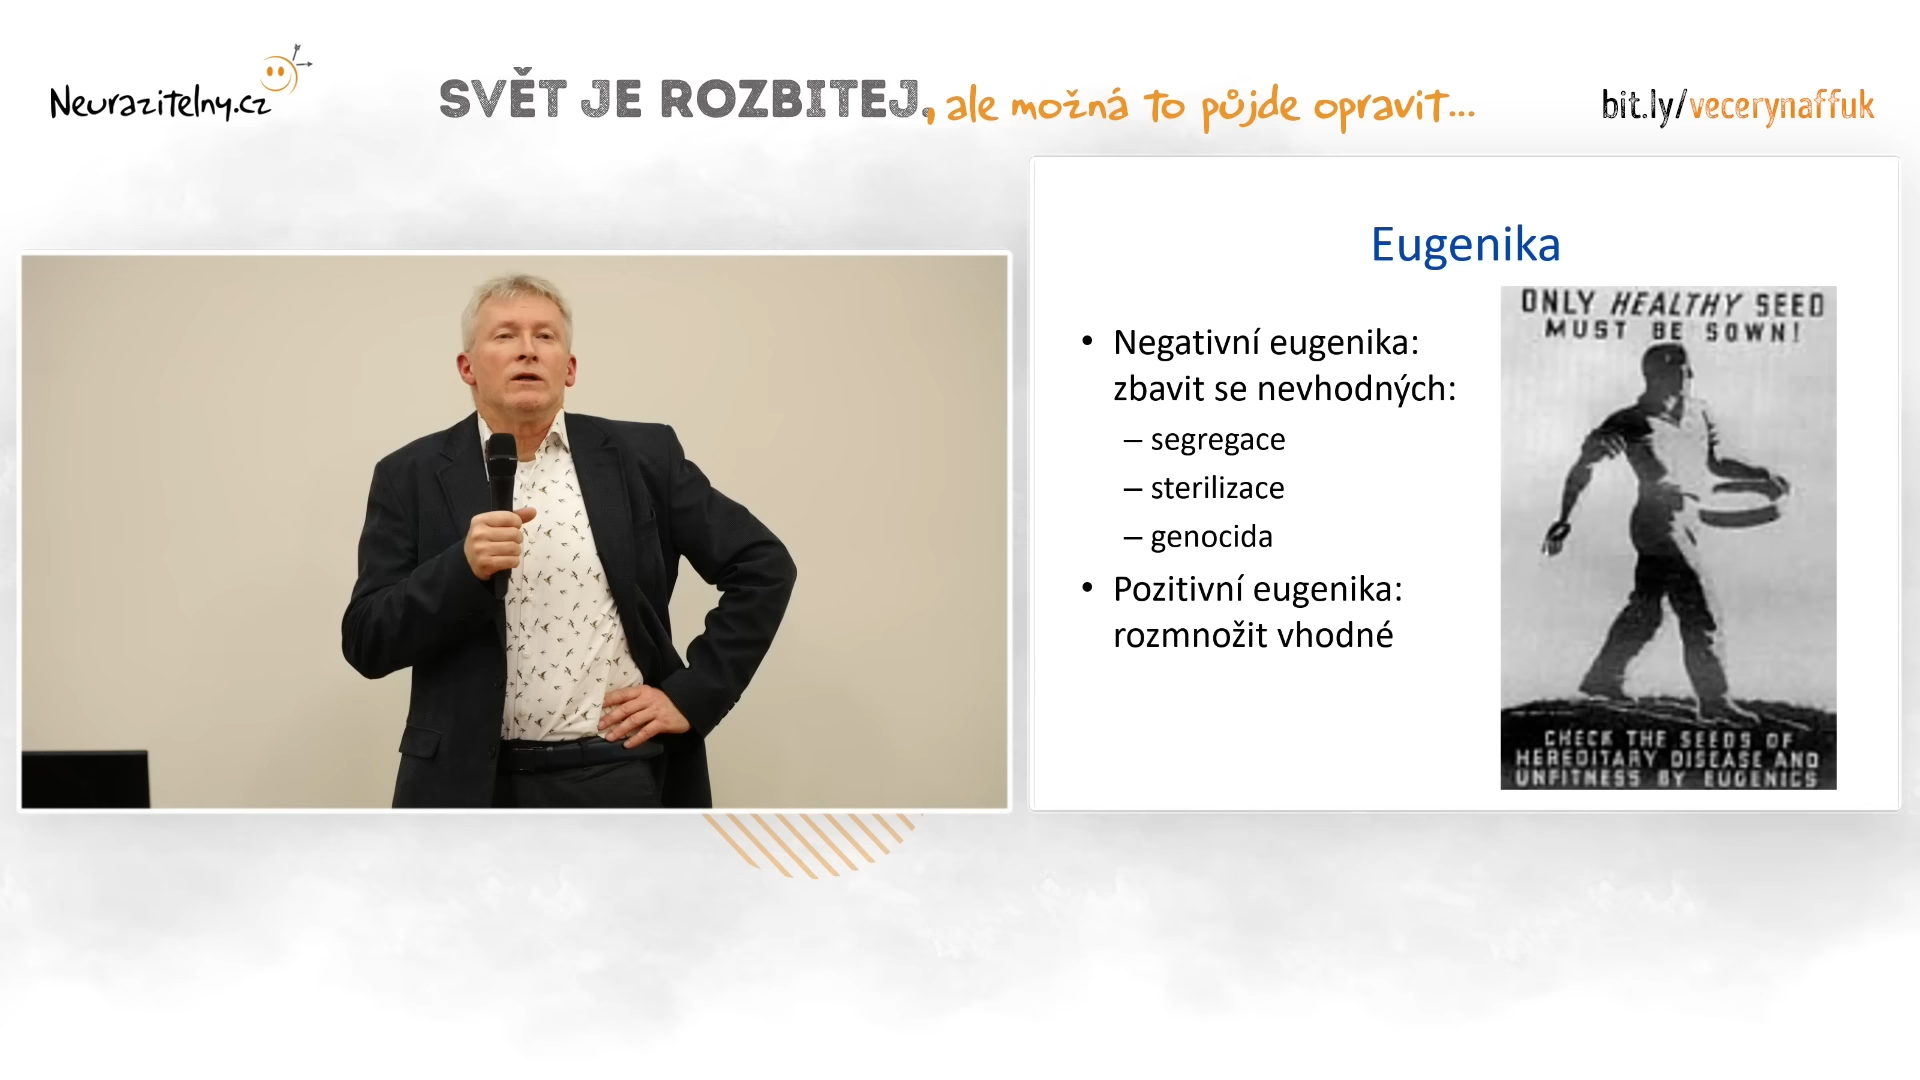 Neurazitelny.cz
SVĚT JE ROZBITEJ, ale možná to půjde opravit...
bit.ly/vecerynaffuk
Eugenika
• Negativní eugenika:
zbavit se nevhodných:
– segregace
– sterilizace
– genocida
• Pozitivní eugenika:
rozmnožit vhodné
ONLY HEALTHY SEED
MUST BE SOWN!
CHECK THE SEEDS OF
HEREDITARY DISEASE AND
UNFITNESS BY EUGENICS